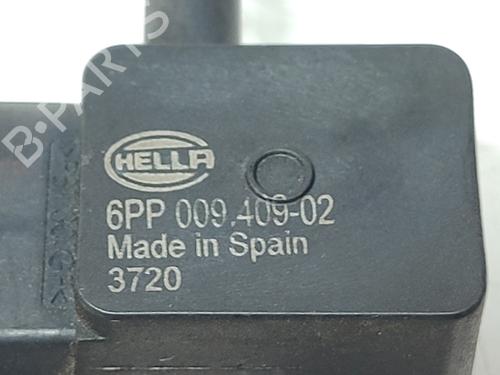 B-PARTS
HELLA
6PP 009.409-02
Made in Spain
3720